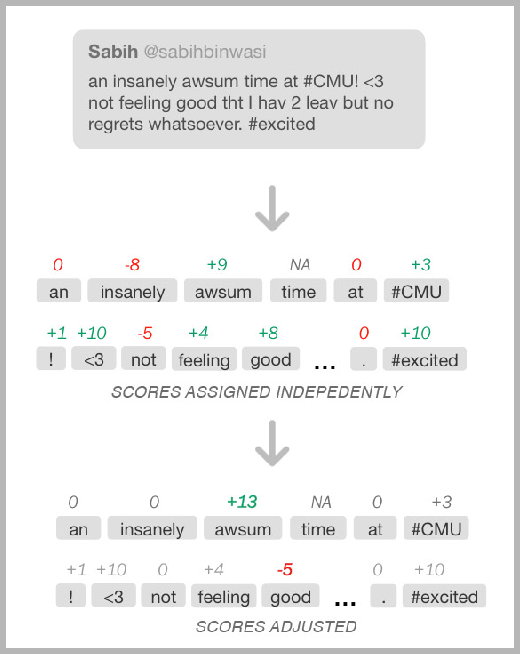 Sabih @sabihbinwasi
an insanely awsum time at #CMU! <3
not feeling good tht I hav 2 leav but no
regrets whatsoever. #excited
0 -8 +9 NA 0 +3
an insanely awsum time at #CMU
+1 +10 -5 +4 +8 0 +10
! <3 not feeling good ... . #excited
SCORES ASSIGNED INDEPEDENTLY
0 0 +13 NA 0 +3
an insanely awsum time at #CMU
+1 +10 0 +4 -5 0 +10
! <3 not feeling good ... . #excited
SCORES ADJUSTED